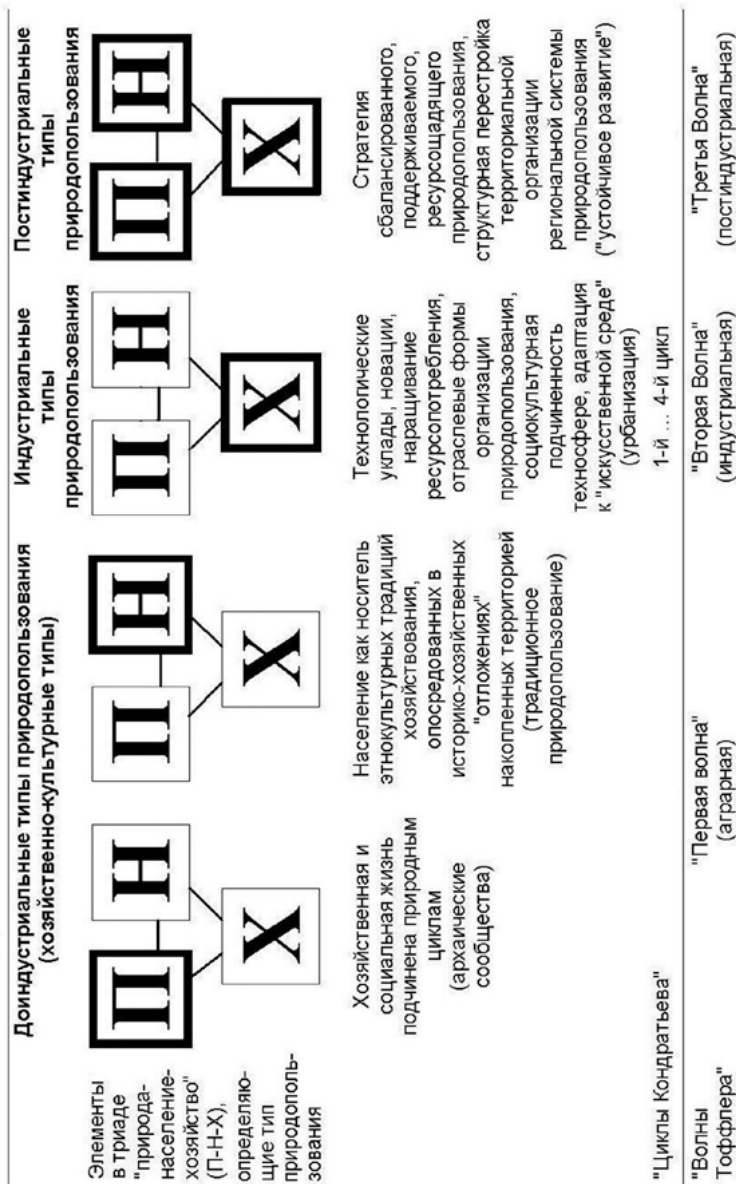 Доиндустриальные типы природопользования
(хозяйственно-культурные типы)
Индустриальные
типы
природопользования
Постиндустриальные
типы
природопользования
Элементы
в триаде
"природа-
население-
хозяйство"
(П-Н-Х),
определяю-
щие тип
природополь-
зования
П Н
Х
П Н
Х
П Н
Х
П Н
Х
Хозяйственная и
социальная жизнь
подчинена природным
циклам
(архаические
сообщества)
Население как носитель
этнокультурных традиций
хозяйствования,
опосредованных в
историко-хозяйственных
"отложениях"
накопленных территорией
(традиционное
природопользование)
Технологические
уклады, новации,
наращивание
ресурсопотребления,
отраслевые формы
организации
природопользования,
социокультурная
подчиненность
техносфере, адаптация
к "искусственной среде"
(урбанизация)
Стратегия
сбалансированного,
поддерживаемого,
ресурсощадящего
природопользования,
структурная перестройка
территориальной
организации
региональной системы
природопользования
("устойчивое развитие")
"Циклы Кондратьева"
1-й ... 4-й цикл
"Волны
Тоффлера"
"Первая волна"
(аграрная)
"Вторая Волна"
(индустриальная)
"Третья Волна"
(постиндустриальная)